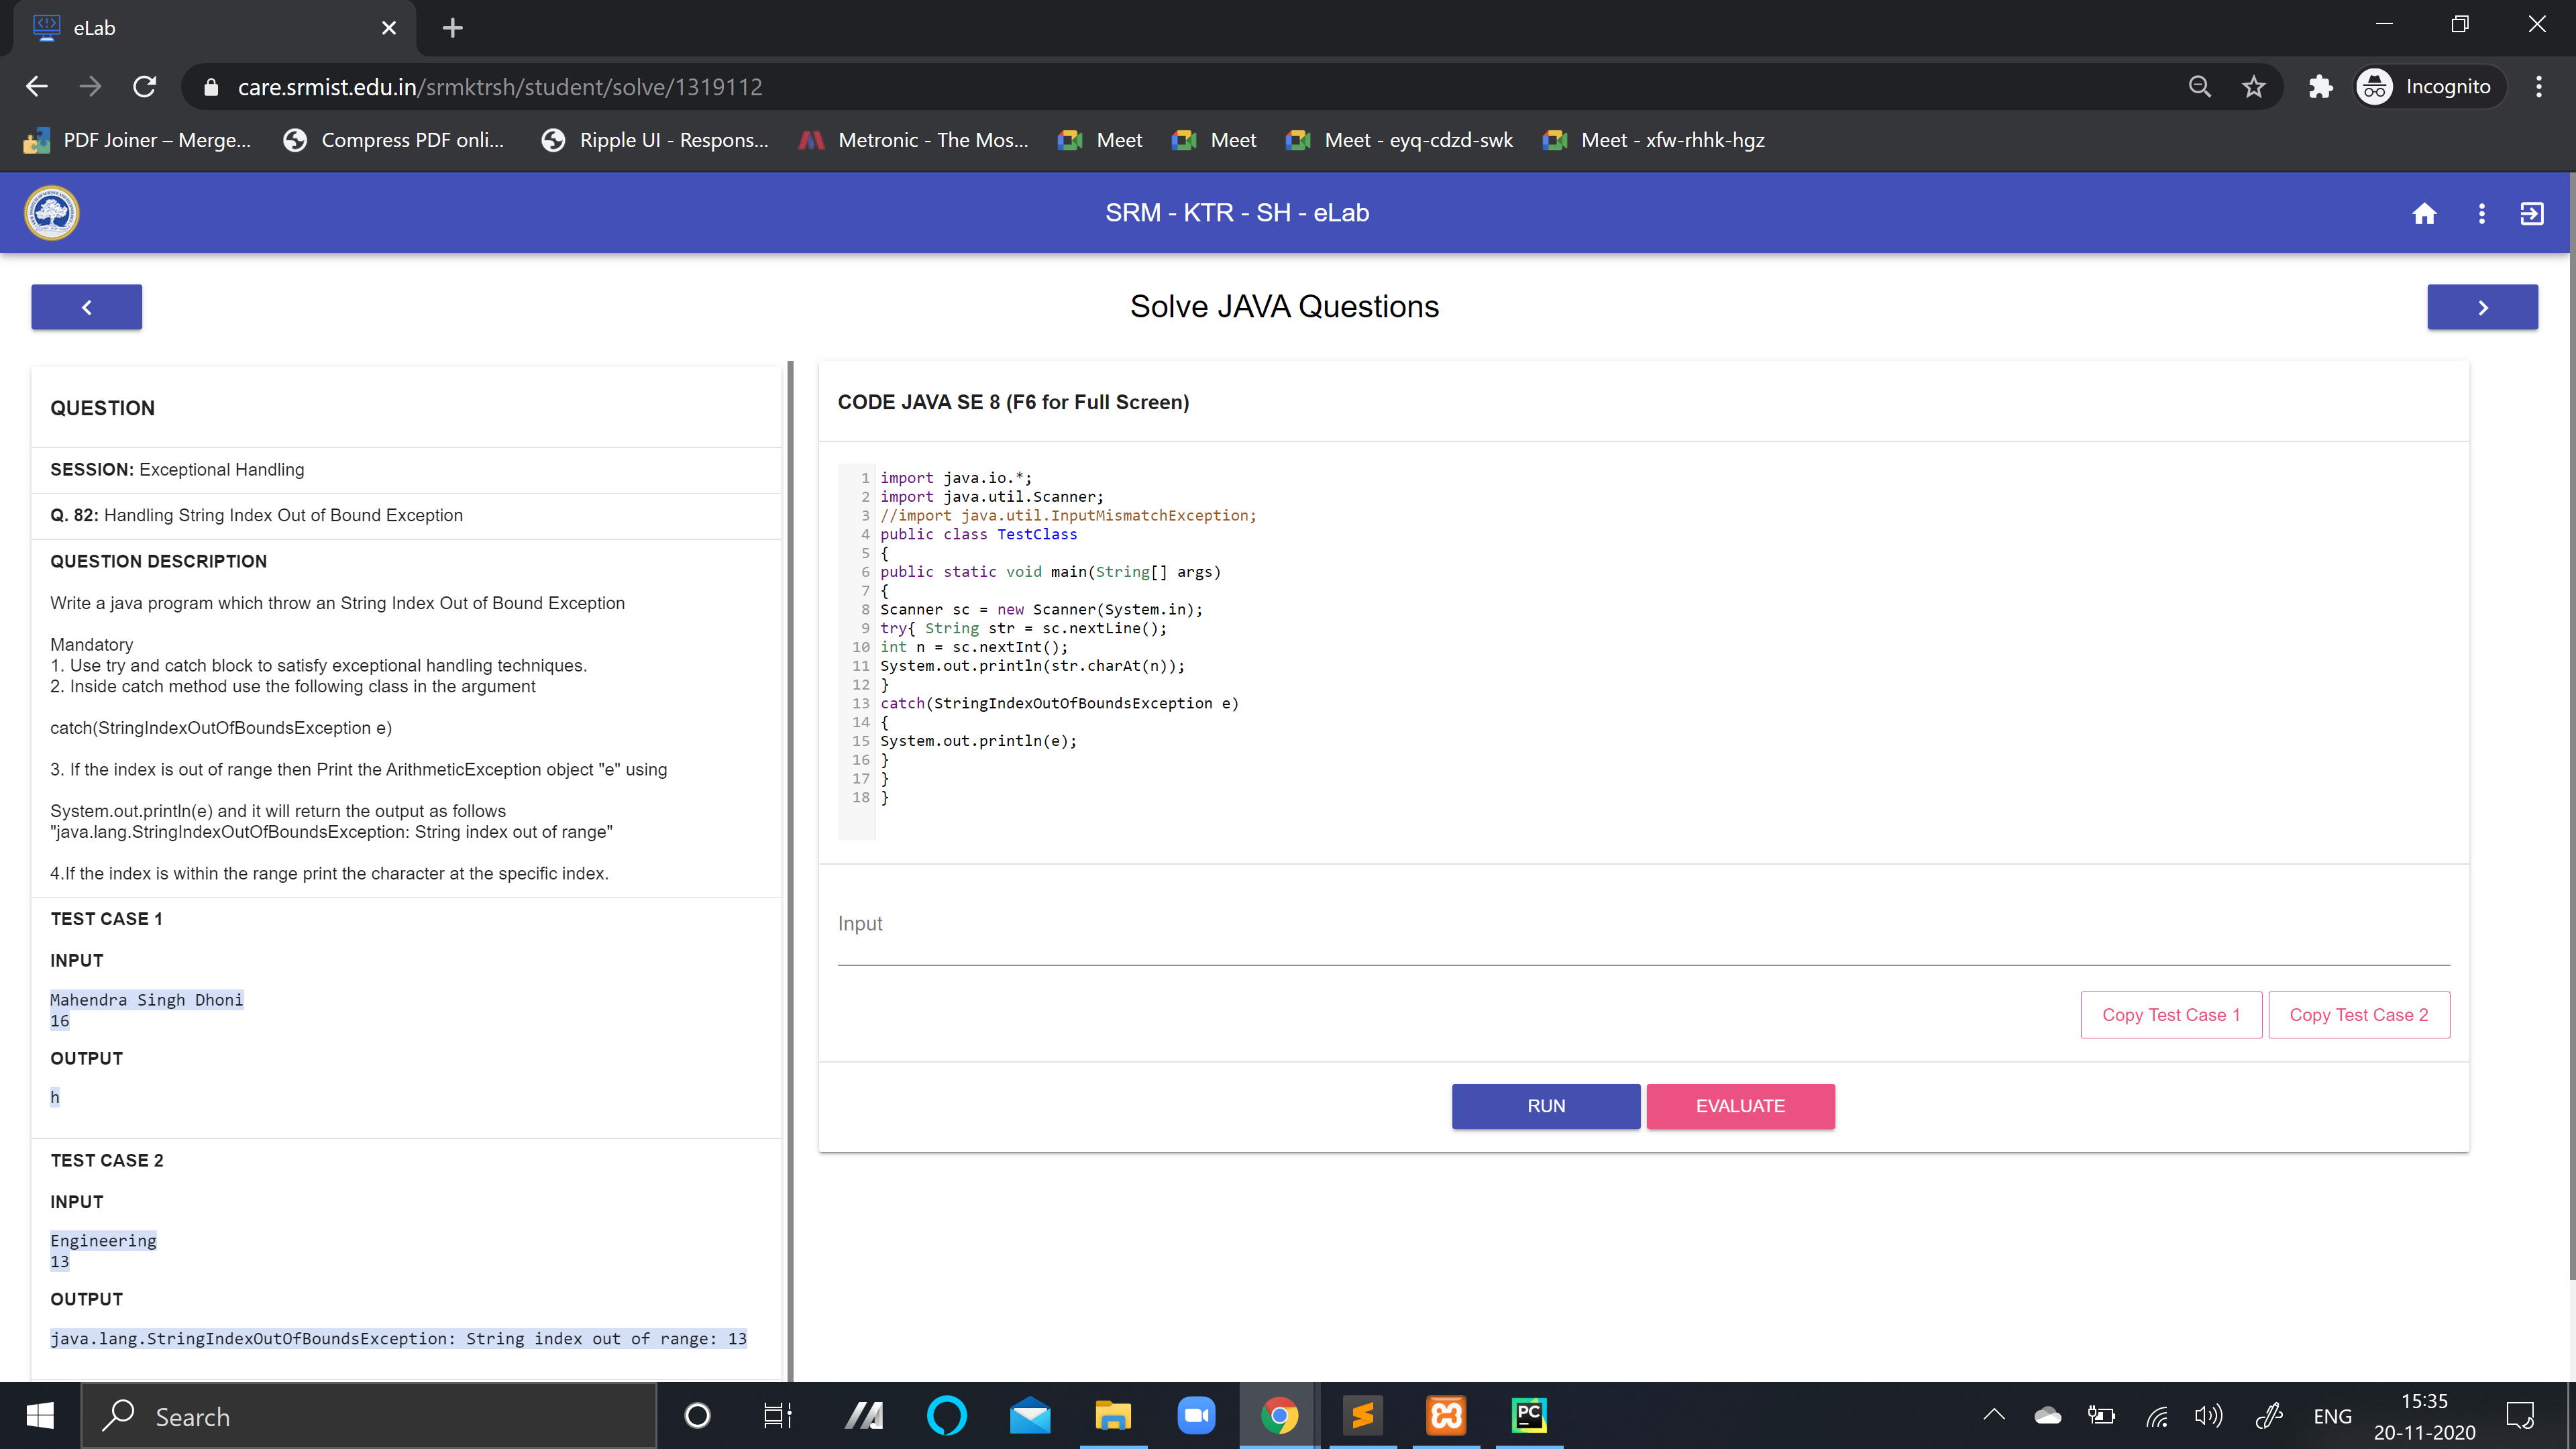 eLab
care.srmist.edu.in/srmktrsh/student/solve/1319112
Incognito
PDF Joiner – Merge...
Compress PDF onli...
Ripple UI - Respons...
Metronic - The Mos...
Meet
Meet
Meet - eyq-cdzd-swk
Meet - xfw-rhhk-hgz
SRM - KTR - SH - eLab
Solve JAVA Questions
QUESTION
SESSION: Exceptional Handling
Q. 82: Handling String Index Out of Bound Exception
QUESTION DESCRIPTION
Write a java program which throw an String Index Out of Bound Exception
Mandatory
1. Use try and catch block to satisfy exceptional handling techniques.
2. Inside catch method use the following class in the argument
catch(StringIndexOutOfBoundsException e)
3. If the index is out of range then Print the ArithmeticException object "e" using
System.out.println(e) and it will return the output as follows
"java.lang.StringIndexOutOfBoundsException: String index out of range"
4.If the index is within the range print the character at the specific index.
TEST CASE 1
INPUT
Mahendra Singh Dhoni
16
OUTPUT
h
TEST CASE 2
INPUT
Engineering
13
OUTPUT
java.lang.StringIndexOutOfBoundsException: String index out of range: 13
CODE JAVA SE 8 (F6 for Full Screen)
1 import java.io.*;
2 import java.util.Scanner;
3 //import java.util.InputMismatchException;
4 public class TestClass
5 {
6 public static void main(String[] args)
7 {
8 Scanner sc = new Scanner(System.in);
9 try{ String str = sc.nextLine();
10 int n = sc.nextInt();
11 System.out.println(str.charAt(n));
12 }
13 catch(StringIndexOutOfBoundsException e)
14 {
15 System.out.println(e);
16 }
17 }
18 }
Input
Copy Test Case 1
Copy Test Case 2
RUN
EVALUATE
Search
PC
ENG
15:35
20-11-2020